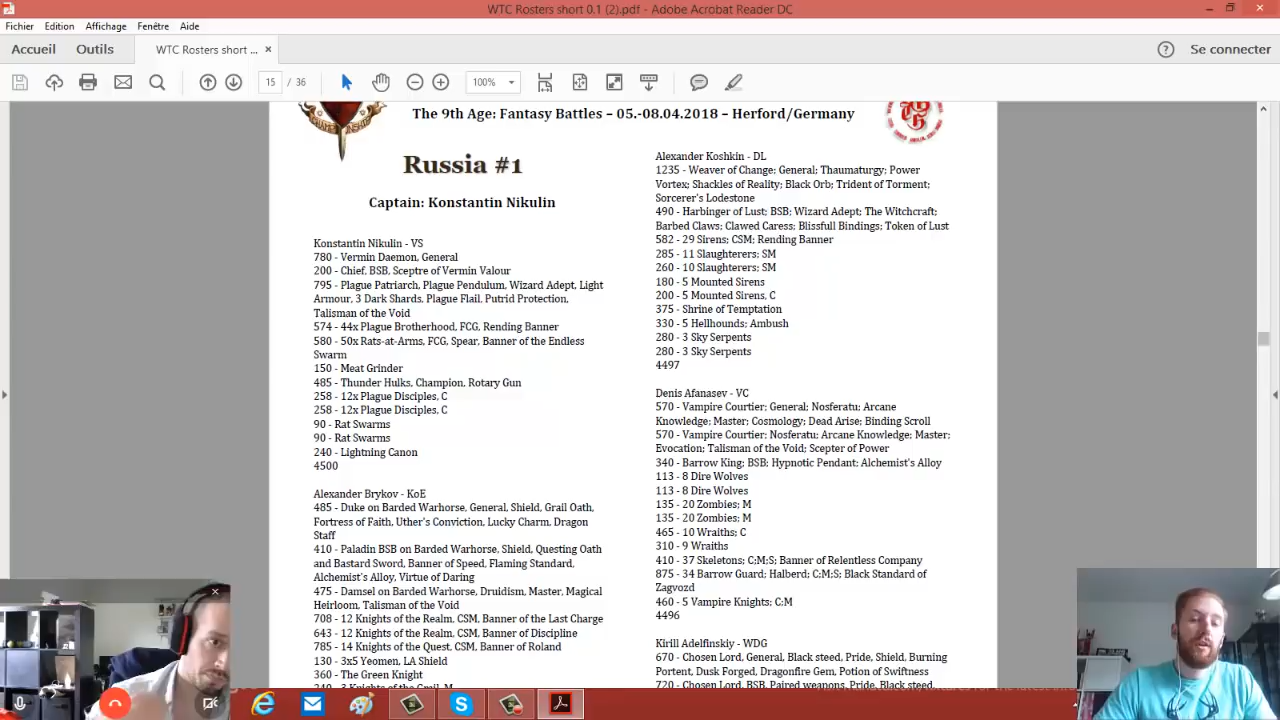 WTC Rosters short 0.1 (2).pdf - Adobe Acrobat Reader DC
Fichier Edition Affichage Fenêtre Aide
Accueil Outils WTC Rosters short ... × Se connecter
15 / 36 100%
The 9th Age: Fantasy Battles – 05.-08.04.2018 – Herford/Germany
Russia #1
Captain: Konstantin Nikulin
Konstantin Nikulin - VS
780 - Vermin Daemon, General
200 - Chief, BSB, Sceptre of Vermin Valour
795 - Plague Patriarch, Plague Pendulum, Wizard Adept, Light
Armour, 3 Dark Shards, Plague Flail, Putrid Protection,
Talisman of the Void
574 - 44x Plague Brotherhood, FCG, Rending Banner
580 - 50x Rats-at-Arms, FCG, Spear, Banner of the Endless
Swarm
150 - Meat Grinder
485 - Thunder Hulks, Champion, Rotary Gun
258 - 12x Plague Disciples, C
258 - 12x Plague Disciples, C
90 - Rat Swarms
90 - Rat Swarms
240 - Lightning Canon
4500
Alexander Brykov - KoE
485 - Duke on Barded Warhorse, General, Shield, Grail Oath,
Fortress of Faith, Uther's Conviction, Lucky Charm, Dragon
Staff
410 - Paladin BSB on Barded Warhorse, Shield, Questing Oath
and Bastard Sword, Banner of Speed, Flaming Standard,
Alchemist's Alloy, Virtue of Daring
475 - Damsel on Barded Warhorse, Druidism, Master, Magical
Heirloom, Talisman of the Void
708 - 12 Knights of the Realm, CSM, Banner of the Last Charge
643 - 12 Knights of the Realm, CSM, Banner of Discipline
785 - 14 Knights of the Quest, CSM, Banner of Roland
130 - 3x5 Yeomen, LA Shield
360 - The Green Knight
240 - 3 Knights of the Grail, M
Alexander Koshkin - DL
1235 - Weaver of Change; General; Thaumaturgy; Power
Vortex; Shackles of Reality; Black Orb; Trident of Torment;
Sorcerer's Lodestone
490 - Harbinger of Lust; BSB; Wizard Adept; The Witchcraft;
Barbed Claws; Clawed Caress; Blissfull Bindings; Token of Lust
582 - 29 Sirens; CSM; Rending Banner
285 - 11 Slaughterers; SM
260 - 10 Slaughterers; SM
180 - 5 Mounted Sirens
200 - 5 Mounted Sirens, C
375 - Shrine of Temptation
330 - 5 Hellhounds; Ambush
280 - 3 Sky Serpents
280 - 3 Sky Serpents
4497
Denis Afanasev - VC
570 - Vampire Courtier; General; Nosferatu; Arcane
Knowledge; Master; Cosmology; Dead Arise; Binding Scroll
570 - Vampire Courtier; Nosferatu; Arcane Knowledge; Master;
Evocation; Talisman of the Void; Scepter of Power
340 - Barrow King; BSB; Hypnotic Pendant; Alchemist's Alloy
113 - 8 Dire Wolves
113 - 8 Dire Wolves
135 - 20 Zombies; M
135 - 20 Zombies; M
465 - 10 Wraiths; C
310 - 9 Wraiths
410 - 37 Skeletons; C;M;S; Banner of Relentless Company
875 - 34 Barrow Guard; Halberd; C;M;S; Black Standard of
Zagvozd
460 - 5 Vampire Knights; C;M
4496
Kirill Adelfinskiy - WDG
670 - Chosen Lord, General, Black steed, Pride, Shield, Burning
Portent, Dusk Forged, Dragonfire Gem, Potion of Swiftness
720 - Chosen Lord, BSB, Paired weapons, Pride, Black steed,